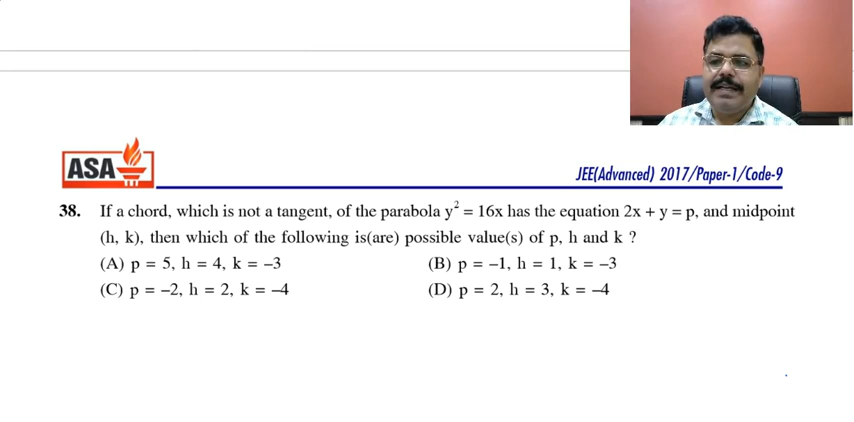 ASA
JEE(Advanced) 2017/Paper-1/Code-9
38. If a chord, which is not a tangent, of the parabola y² = 16x has the equation 2x + y = p, and midpoint
(h, k), then which of the following is(are) possible value(s) of p, h and k ?
(A) p = 5, h = 4, k = –3 (B) p = –1, h = 1, k = –3
(C) p = –2, h = 2, k = –4 (D) p = 2, h = 3, k = –4